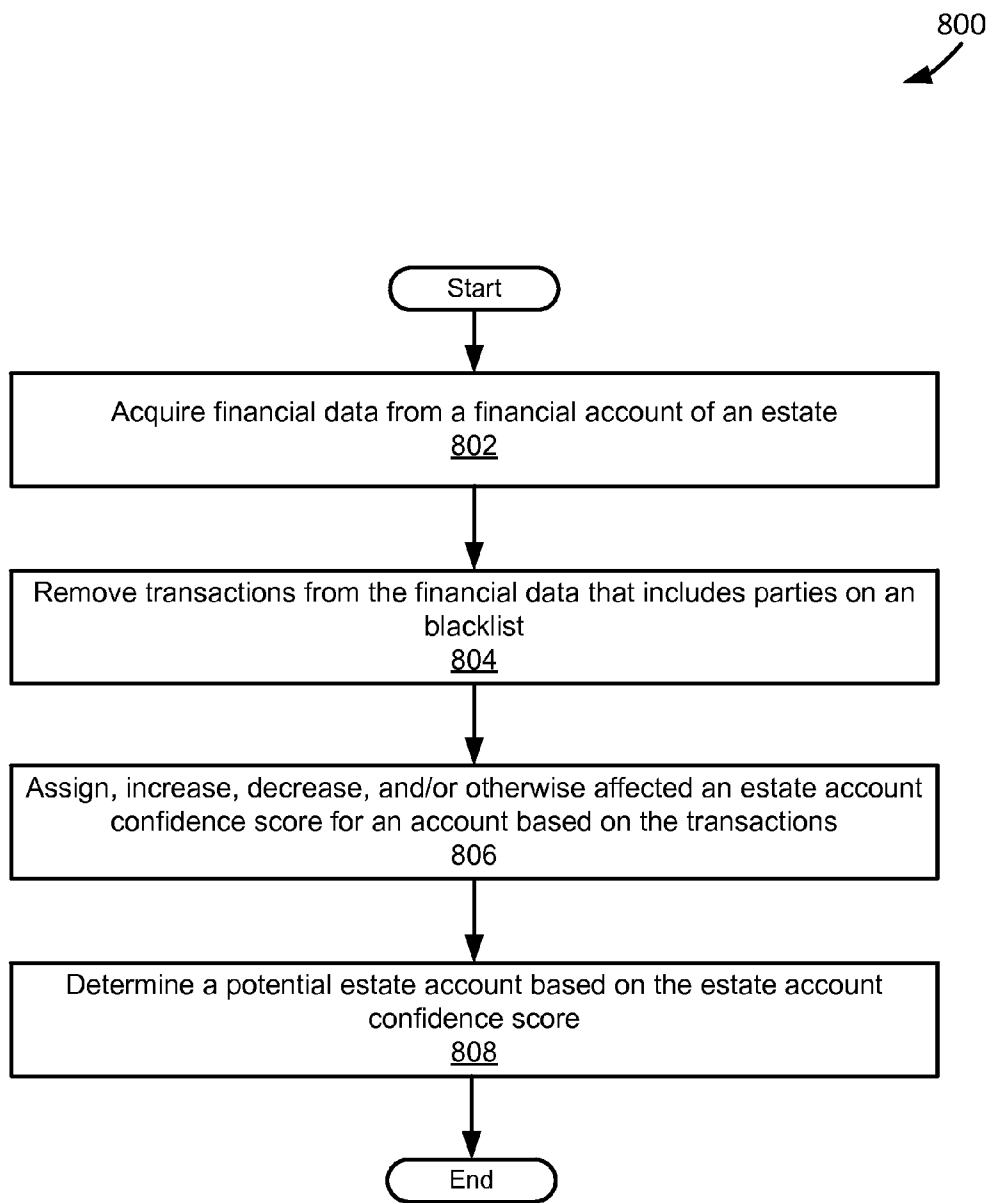 800
Start
Acquire financial data from a financial account of an estate
802
Remove transactions from the financial data that includes parties on an
blacklist
804
Assign, increase, decrease, and/or otherwise affected an estate account
confidence score for an account based on the transactions
806
Determine a potential estate account based on the estate account
confidence score
808
End